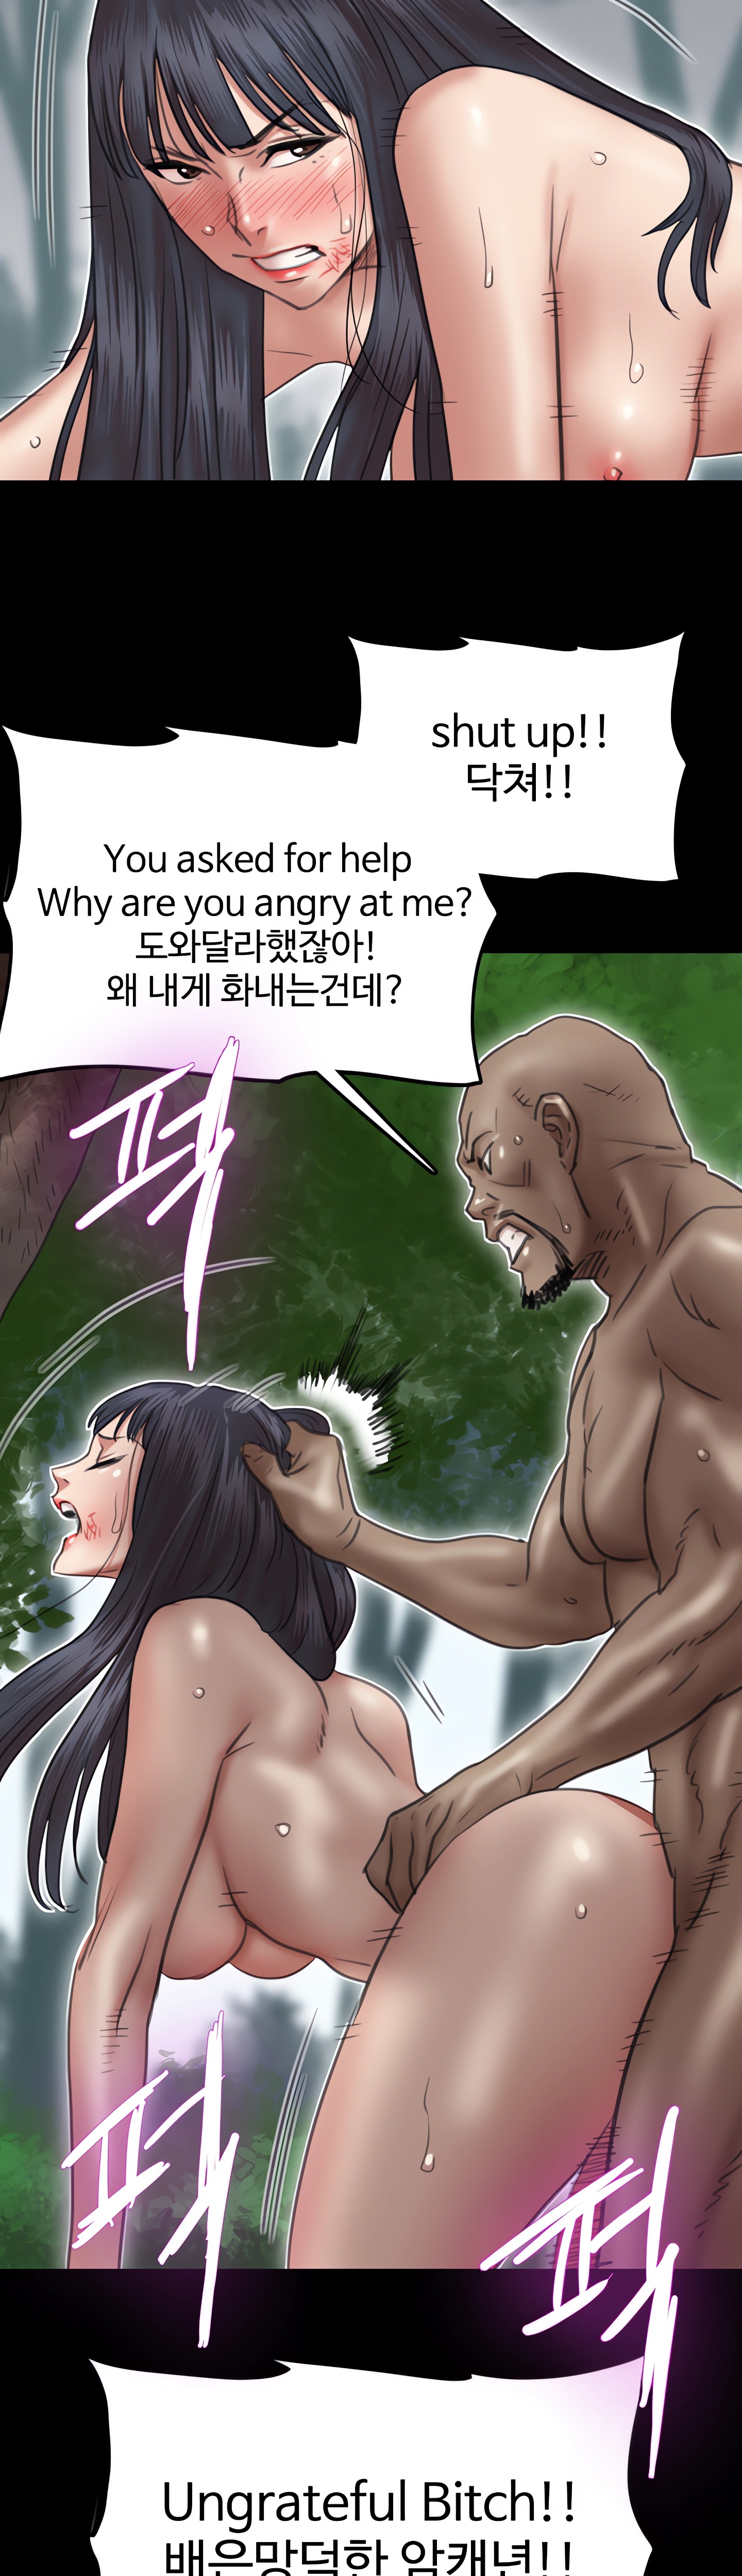 shut up!!
닥쳐!!
You asked for help
Why are you angry at me?
도와달라했잖아!
왜 내게 화내는건데?
퍽
퍽
퍽
Ungrateful Bitch!!
배은망덕한 암캐년!!